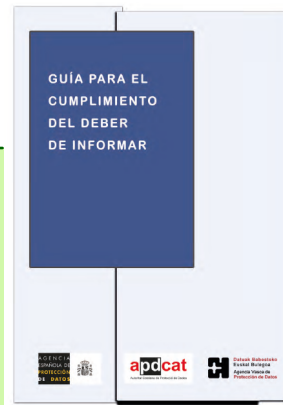 GUÍA PARA EL
CUMPLIMIENTO
DEL DEBER
DE INFORMAR
AGENCIA
ESPAÑOLA DE
PROTECCIÓN
DE DATOS
apdcat
Datuak Babesteko
Euskal Bulegoa
Agencia Vasca de
Protección de Datos